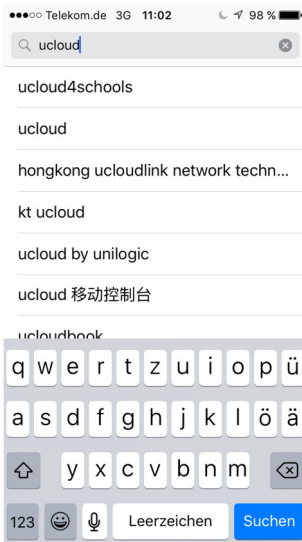 Telekom.de 3G 11:02 98 %
ucloud
ucloud4schools
ucloud
hongkong ucloudlink network techn...
kt ucloud
ucloud by unilogic
ucloud 移动控制台
ucloudbook
q w e r t z u i o p ü
a s d f g h j k l ö ä
y x c v b n m
123 Leerzeichen Suchen